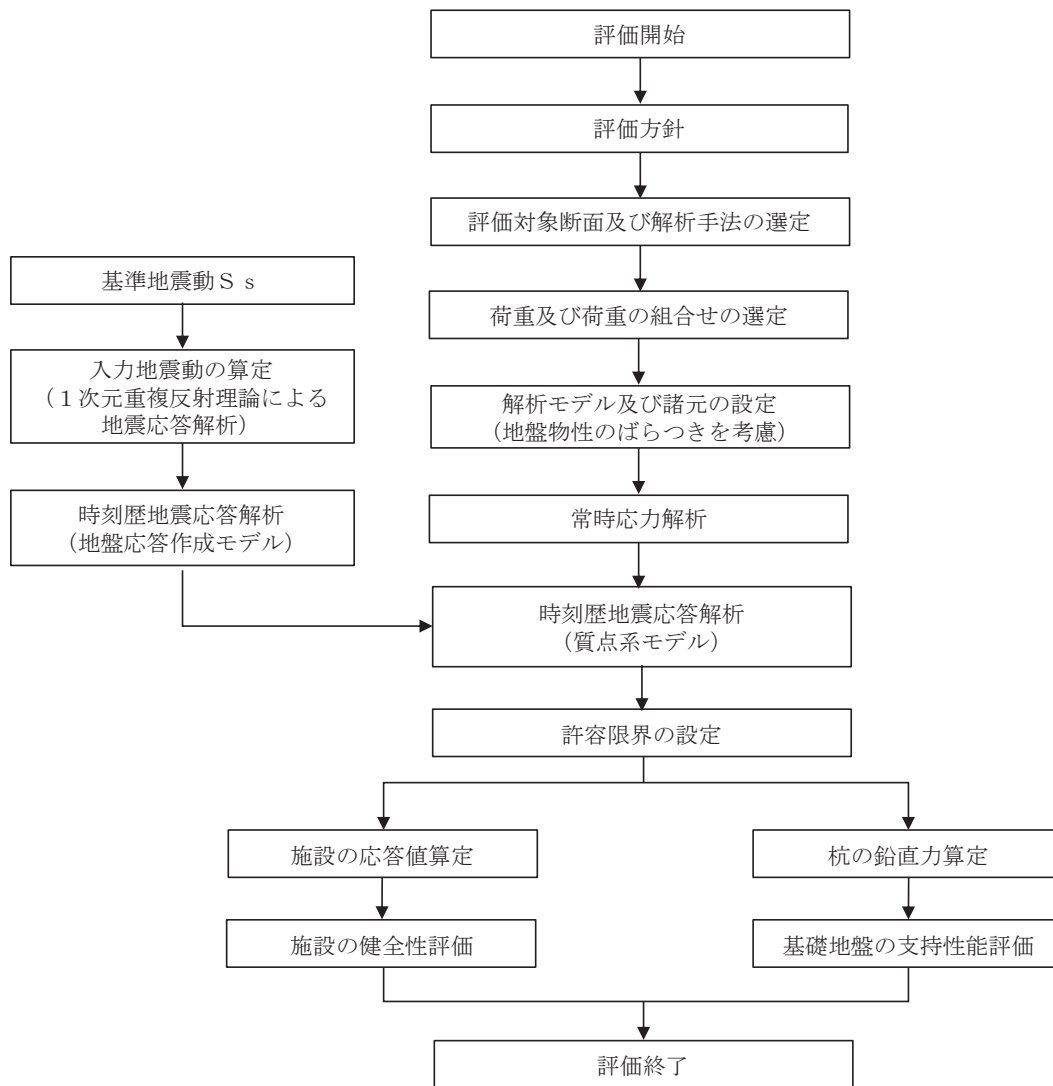 評価開始
評価方針
評価対象断面及び解析手法の選定
基準地震動Ｓｓ
荷重及び荷重の組合せの選定
入力地震動の算定
（１次元重複反射理論による
地震応答解析）
解析モデル及び諸元の設定
（地盤物性のばらつきを考慮）
時刻歴地震応答解析
（地盤応答作成モデル）
常時応力解析
時刻歴地震応答解析
（質点系モデル）
許容限界の設定
施設の応答値算定
杭の鉛直力算定
施設の健全性評価
基礎地盤の支持性能評価
評価終了